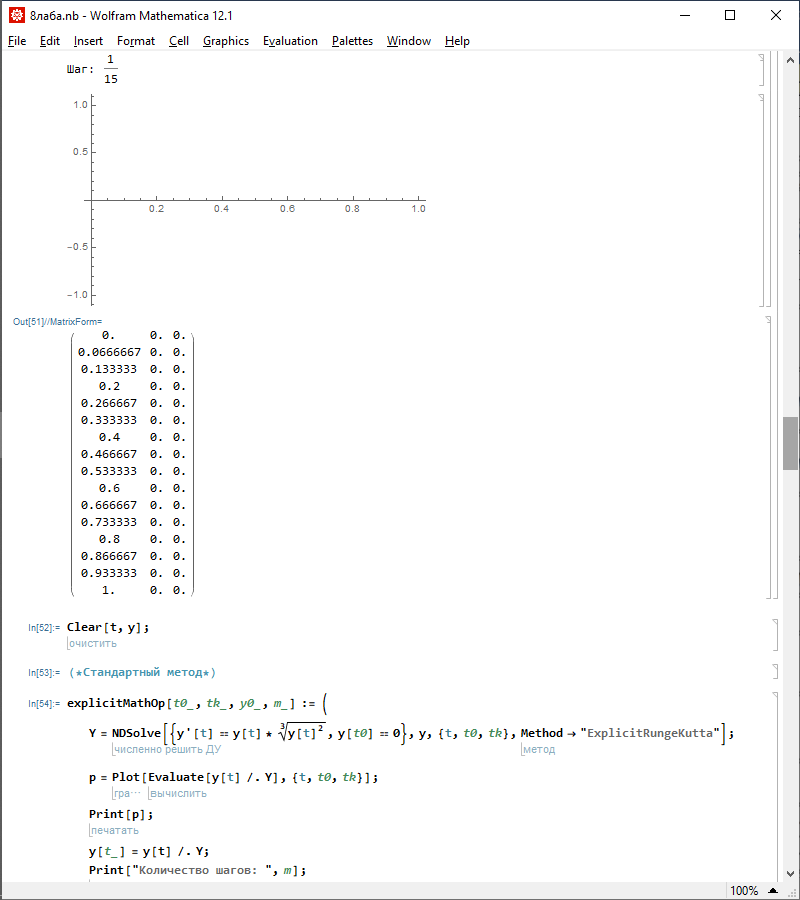 8лаба.nb - Wolfram Mathematica 12.1
File Edit Insert Format Cell Graphics Evaluation Palettes Window Help
Шаг: 1/15
1.0
0.5
0.2 0.4 0.6 0.8 1.0
-0.5
-1.0
Out[51]//MatrixForm=
0. 0. 0.
0.0666667 0. 0.
0.133333 0. 0.
0.2 0. 0.
0.266667 0. 0.
0.333333 0. 0.
0.4 0. 0.
0.466667 0. 0.
0.533333 0. 0.
0.6 0. 0.
0.666667 0. 0.
0.733333 0. 0.
0.8 0. 0.
0.866667 0. 0.
0.933333 0. 0.
1. 0. 0.
In[52]:= Clear[t, y];
очистить
In[53]:= (*Стандартный метод*)
In[54]:= explicitMathOp[t0_, tk_, y0_, m_] := (
Y = NDSolve[{y'[t] == y[t] * ∛y[t]², y[t0] == 0}, y, {t, t0, tk}, Method → "ExplicitRungeKutta"];
численно решить ДУ метод
p = Plot[Evaluate[y[t] /. Y], {t, t0, tk}];
гра⋯ вычислить
Print[p];
печатать
y[t_] = y[t] /. Y;
Print["Количество шагов: ", m];
100%